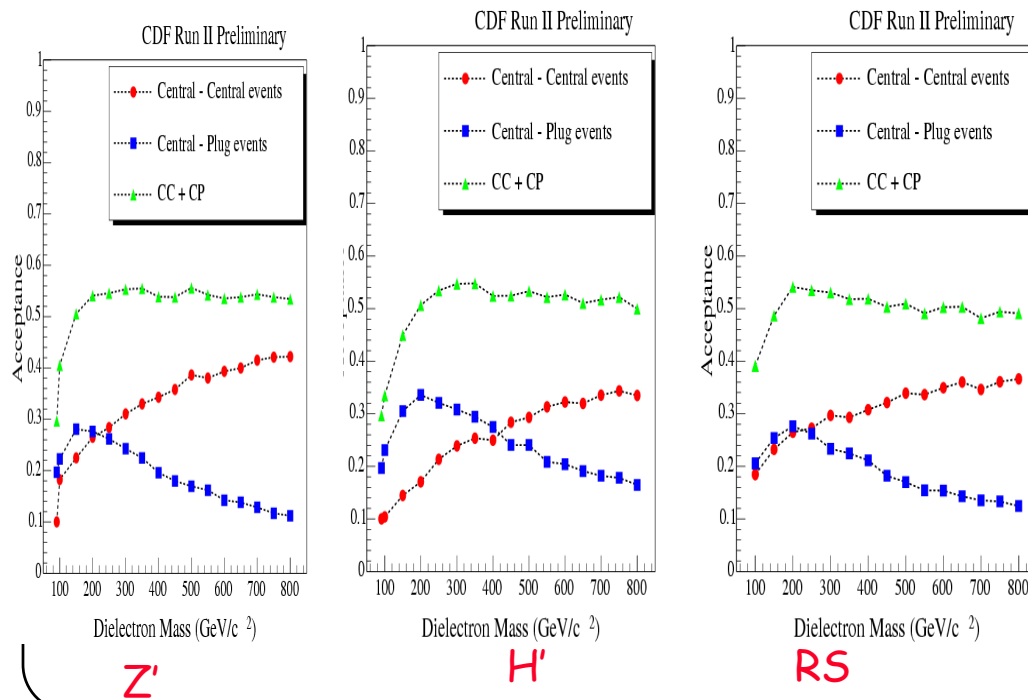 CDF Run II Preliminary
Central - Central events
Central - Plug events
CC + CP
Acceptance
1
0.9
0.8
0.7
0.6
0.5
0.4
0.3
0.2
0.1
0
100 200 300 400 500 600 700 800
Dielectron Mass (GeV/c 2)
Z'
CDF Run II Preliminary
Central - Central events
Central - Plug events
CC + CP
1
0.9
0.8
0.7
0.6
0.5
0.4
0.3
0.2
0.1
0
100 200 300 400 500 600 700 800
Dielectron Mass (GeV/c 2)
H'
CDF Run II Preliminary
Central - Central events
Central - Plug events
CC + CP
Acceptance
1
0.9
0.8
0.7
0.6
0.5
0.4
0.3
0.2
0.1
0
100 200 300 400 500 600 700 800
Dielectron Mass (GeV/c 2)
RS